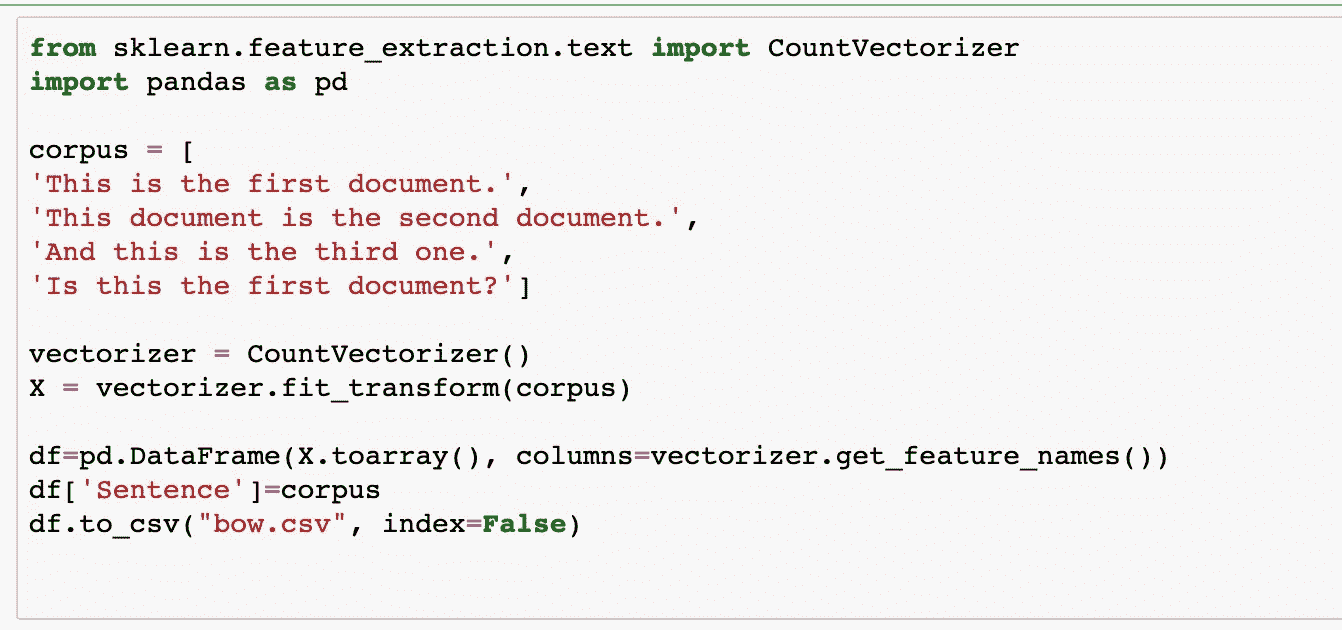 from sklearn.feature_extraction.text import CountVectorizer
import pandas as pd
corpus = [
'This is the first document.',
'This document is the second document.',
'And this is the third one.',
'Is this the first document?']
vectorizer = CountVectorizer()
X = vectorizer.fit_transform(corpus)
df=pd.DataFrame(X.toarray(), columns=vectorizer.get_feature_names())
df['Sentence']=corpus
df.to_csv("bow.csv", index=False)